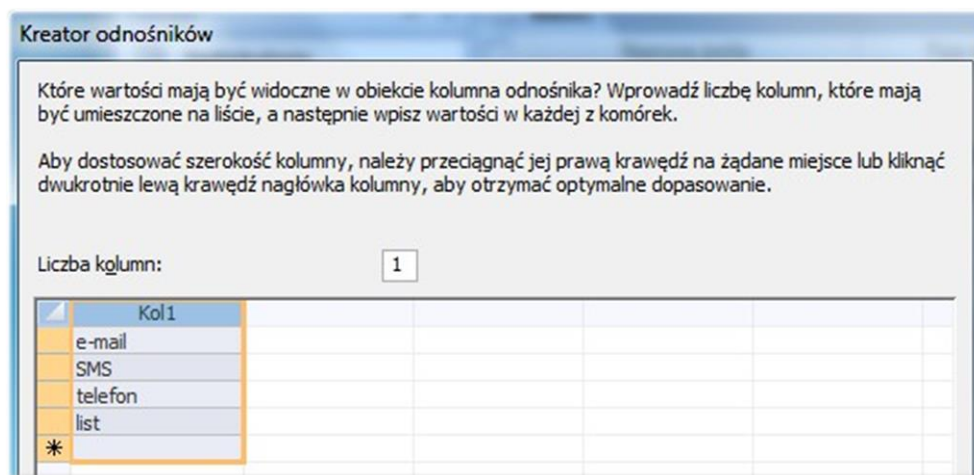 Kreator odnośników
Które wartości mają być widoczne w obiekcie kolumna odnośnika? Wprowadź liczbę kolumn, które mają
być umieszczone na liście, a następnie wpisz wartości w każdej z komórek.
Aby dostosować szerokość kolumny, należy przeciągnąć jej prawą krawędź na żądane miejsce lub kliknąć
dwukrotnie lewą krawędź nagłówka kolumny, aby otrzymać optymalne dopasowanie.
Liczba kolumn: 1
Kol1
e-mail
SMS
telefon
list